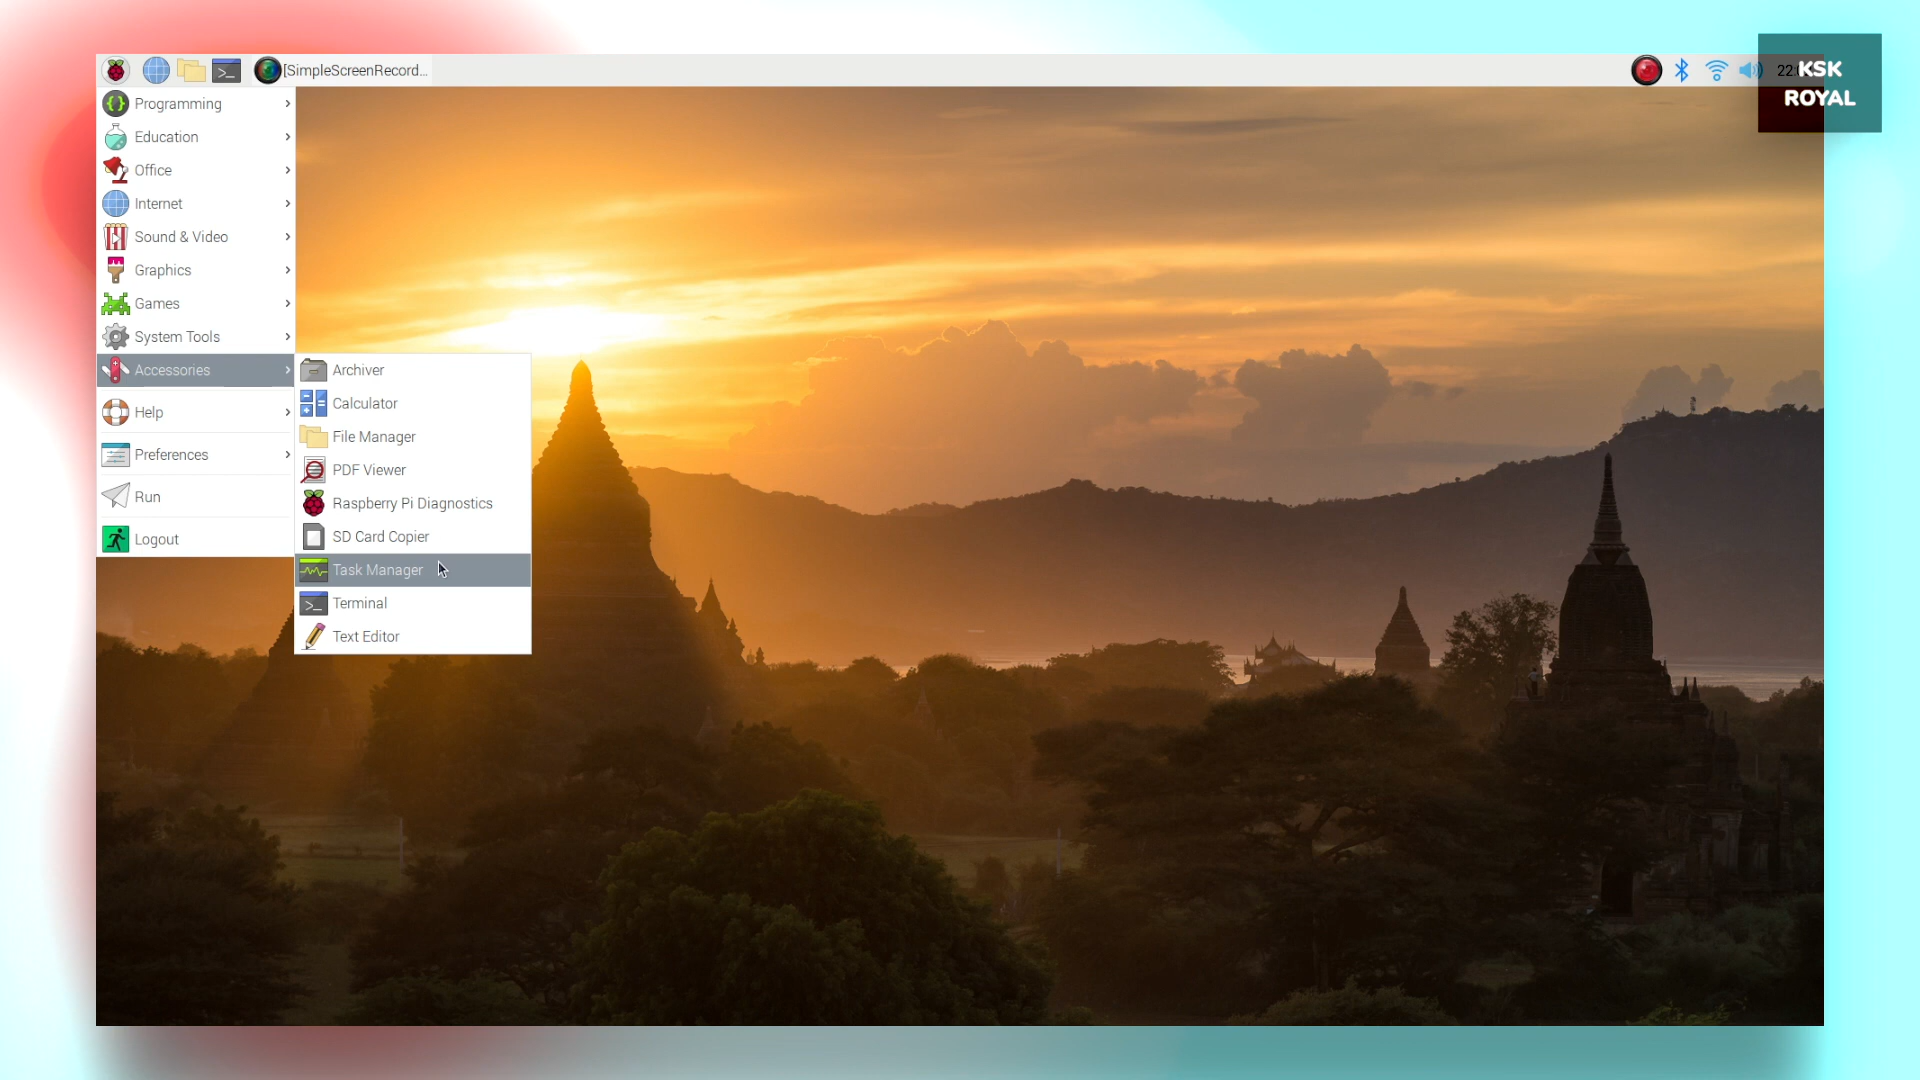 [SimpleScreenRecord...
22:
KSK
ROYAL
Programming
Education
Office
Internet
Sound & Video
Graphics
Games
System Tools
Accessories
Help
Preferences
Run
Logout
Archiver
Calculator
File Manager
PDF Viewer
Raspberry Pi Diagnostics
SD Card Copier
Task Manager
Terminal
Text Editor